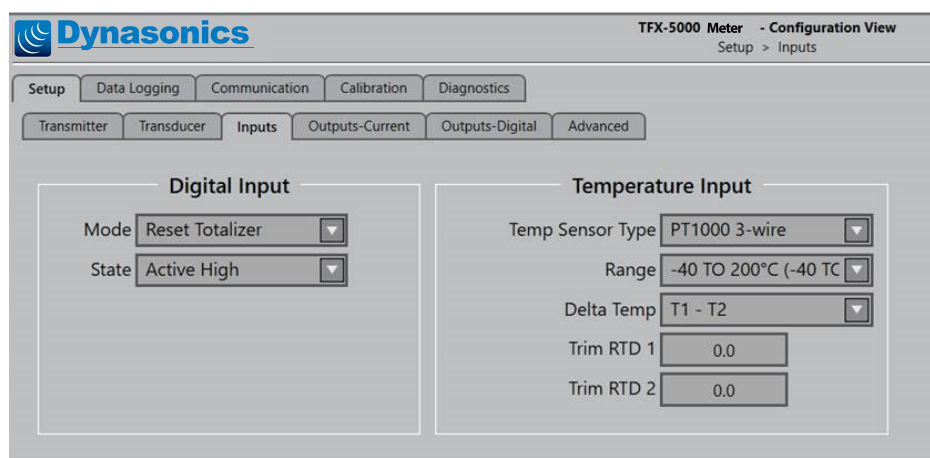 Dynasonics
TFX-5000 Meter - Configuration View
Setup > Inputs
Setup Data Logging Communication Calibration Diagnostics
Transmitter Transducer Inputs Outputs-Current Outputs-Digital Advanced
Digital Input
Mode Reset Totalizer
State Active High
Temperature Input
Temp Sensor Type PT1000 3-wire
Range -40 TO 200°C (-40 TC
Delta Temp T1 - T2
Trim RTD 1 0.0
Trim RTD 2 0.0